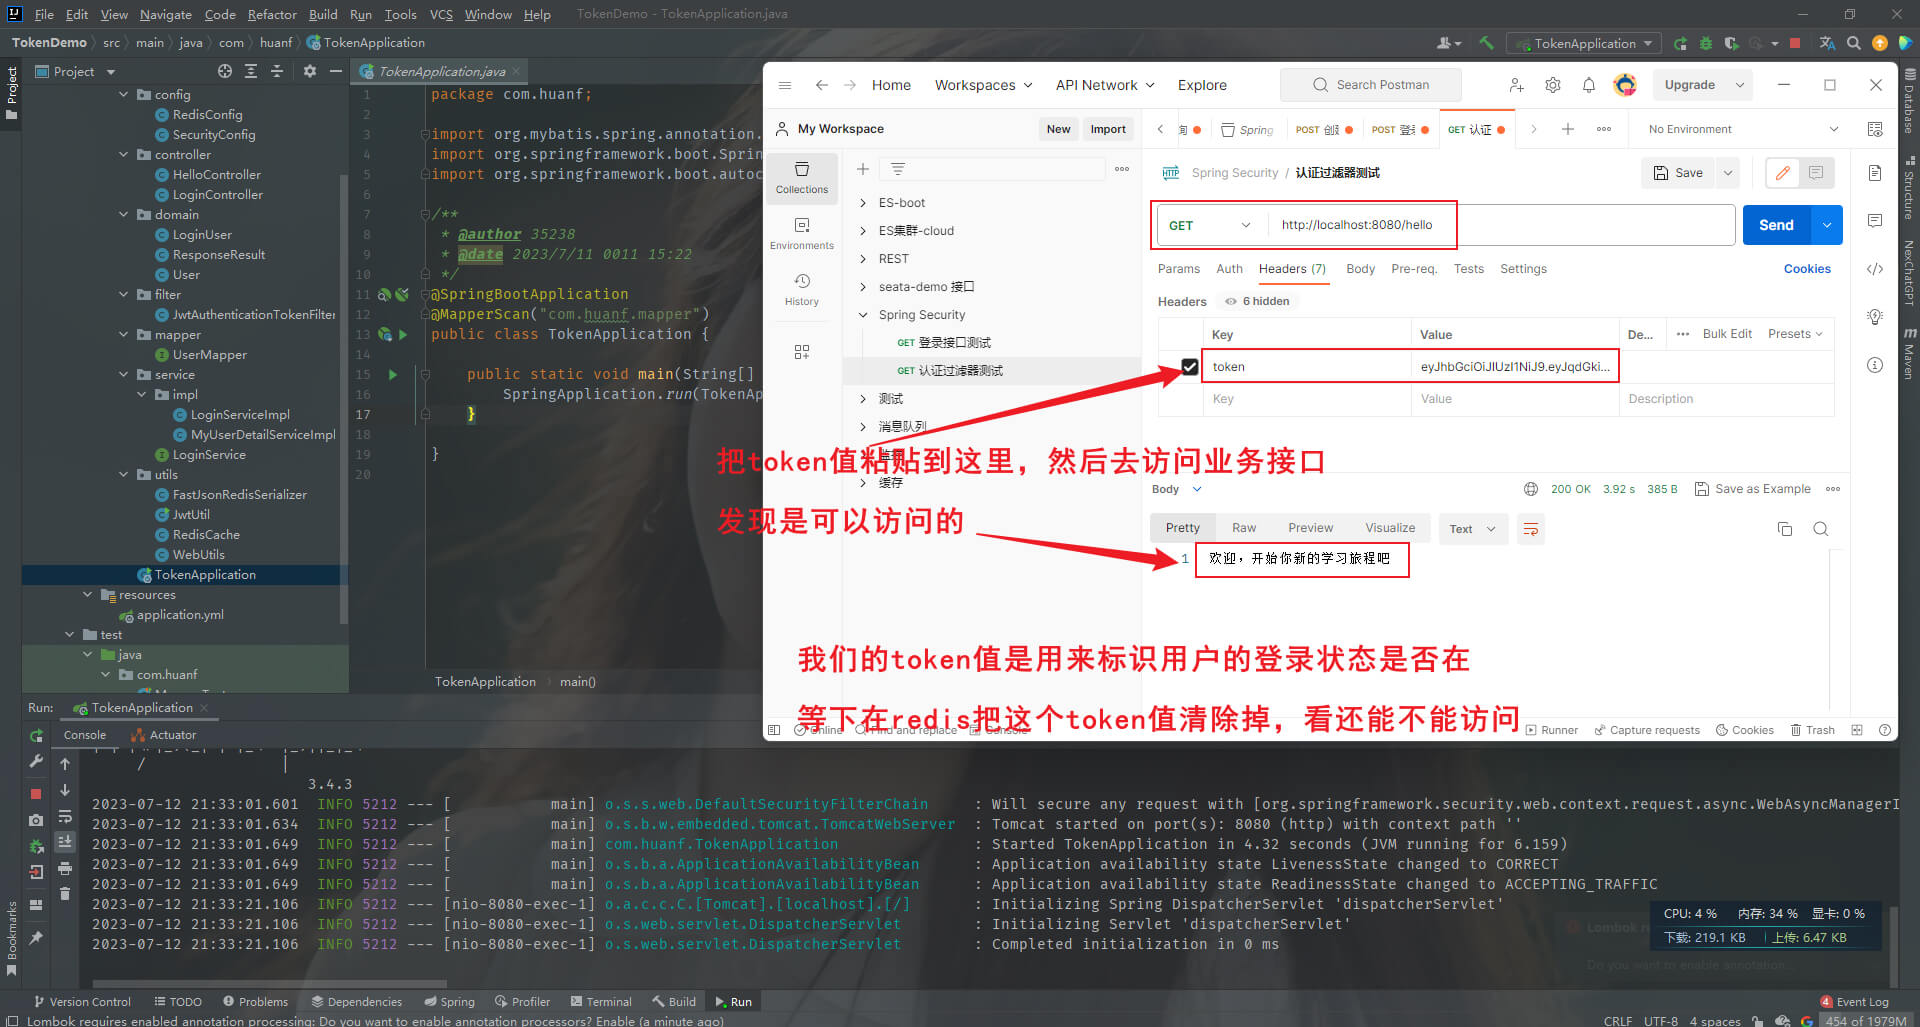 File Edit View Navigate Code Refactor Build Run Tools VCS Window Help TokenDemo - TokenApplication.java
TokenDemo src main java com huanf TokenApplication
TokenApplication
Project
config
RedisConfig
SecurityConfig
controller
HelloController
LoginController
domain
LoginUser
ResponseResult
User
filter
JwtAuthenticationTokenFilter
mapper
UserMapper
service
impl
LoginServiceImpl
MyUserDetailServiceImpl
LoginService
utils
FastJsonRedisSerializer
JwtUtil
RedisCache
WebUtils
TokenApplication
resources
application.yml
test
java
com.huanf
TokenApplication.java
1 package com.huanf;
2
3 import org.mybatis.spring.annotation.
4 import org.springframework.boot.Sprin
5 import org.springframework.boot.autoc
6
7 /**
8 * @author 35238
9 * @date 2023/7/11 0011 15:22
10 */
11 @SpringBootApplication
12 @MapperScan("com.huanf.mapper")
13 public class TokenApplication {
14
15 public static void main(String[]
16 SpringApplication.run(TokenAp
17 }
18
19 }
20
TokenApplication main()
Home Workspaces API Network Explore Search Postman Upgrade
My Workspace New Import
Spring POST 创 POST 登 GET 认证 No Environment
Collections
Environments
History
ES-boot
ES集群-cloud
REST
seata-demo 接口
Spring Security
GET 登录接口测试
GET 认证过滤器测试
测试
消息队列
缓存
Spring Security / 认证过滤器测试 Save
GET http://localhost:8080/hello Send
Params Auth Headers (7) Body Pre-req. Tests Settings Cookies
Headers 6 hidden
Key Value De... Bulk Edit Presets
token eyJhbGciOiJIUzI1NiJ9.eyJqdGki...
Key Value Description
把token值粘贴到这里，然后去访问业务接口
发现是可以访问的
Body 200 OK 3.92 s 385 B Save as Example
Pretty Raw Preview Visualize Text
1 欢迎，开始你新的学习旅程吧
我们的token值是用来标识用户的登录状态是否在
等下在redis把这个token值清除掉，看还能不能访问
Online Find and replace Console Runner Capture requests Cookies Trash
Database
Structure
NexChatGPT
Maven
Project
Bookmarks
Run: TokenApplication
Console Actuator
3.4.3
2023-07-12 21:33:01.601 INFO 5212 --- [ main] o.s.s.web.DefaultSecurityFilterChain : Will secure any request with [org.springframework.security.web.context.request.async.WebAsyncManagerI
2023-07-12 21:33:01.634 INFO 5212 --- [ main] o.s.b.w.embedded.tomcat.TomcatWebServer : Tomcat started on port(s): 8080 (http) with context path ''
2023-07-12 21:33:01.649 INFO 5212 --- [ main] com.huanf.TokenApplication : Started TokenApplication in 4.32 seconds (JVM running for 6.159)
2023-07-12 21:33:01.649 INFO 5212 --- [ main] o.s.b.a.ApplicationAvailabilityBean : Application availability state LivenessState changed to CORRECT
2023-07-12 21:33:01.649 INFO 5212 --- [ main] o.s.b.a.ApplicationAvailabilityBean : Application availability state ReadinessState changed to ACCEPTING_TRAFFIC
2023-07-12 21:33:21.106 INFO 5212 --- [nio-8080-exec-1] o.a.c.c.C.[Tomcat].[localhost].[/] : Initializing Spring DispatcherServlet 'dispatcherServlet'
2023-07-12 21:33:21.106 INFO 5212 --- [nio-8080-exec-1] o.s.web.servlet.DispatcherServlet : Initializing Servlet 'dispatcherServlet'
2023-07-12 21:33:21.106 INFO 5212 --- [nio-8080-exec-1] o.s.web.servlet.DispatcherServlet : Completed initialization in 0 ms
CPU: 4 % 内存: 34 % 显卡: 0 %
下载: 219.1 KB 上传: 6.47 KB
Lombok re
Do you want to enable annotation...
Version Control TODO Problems Dependencies Spring Profiler Terminal Build Run 4 Event Log
Lombok requires enabled annotation processing: Do you want to enable annotation processors? Enable (a minute ago) CRLF UTF-8 4 spaces 454 of 1979M